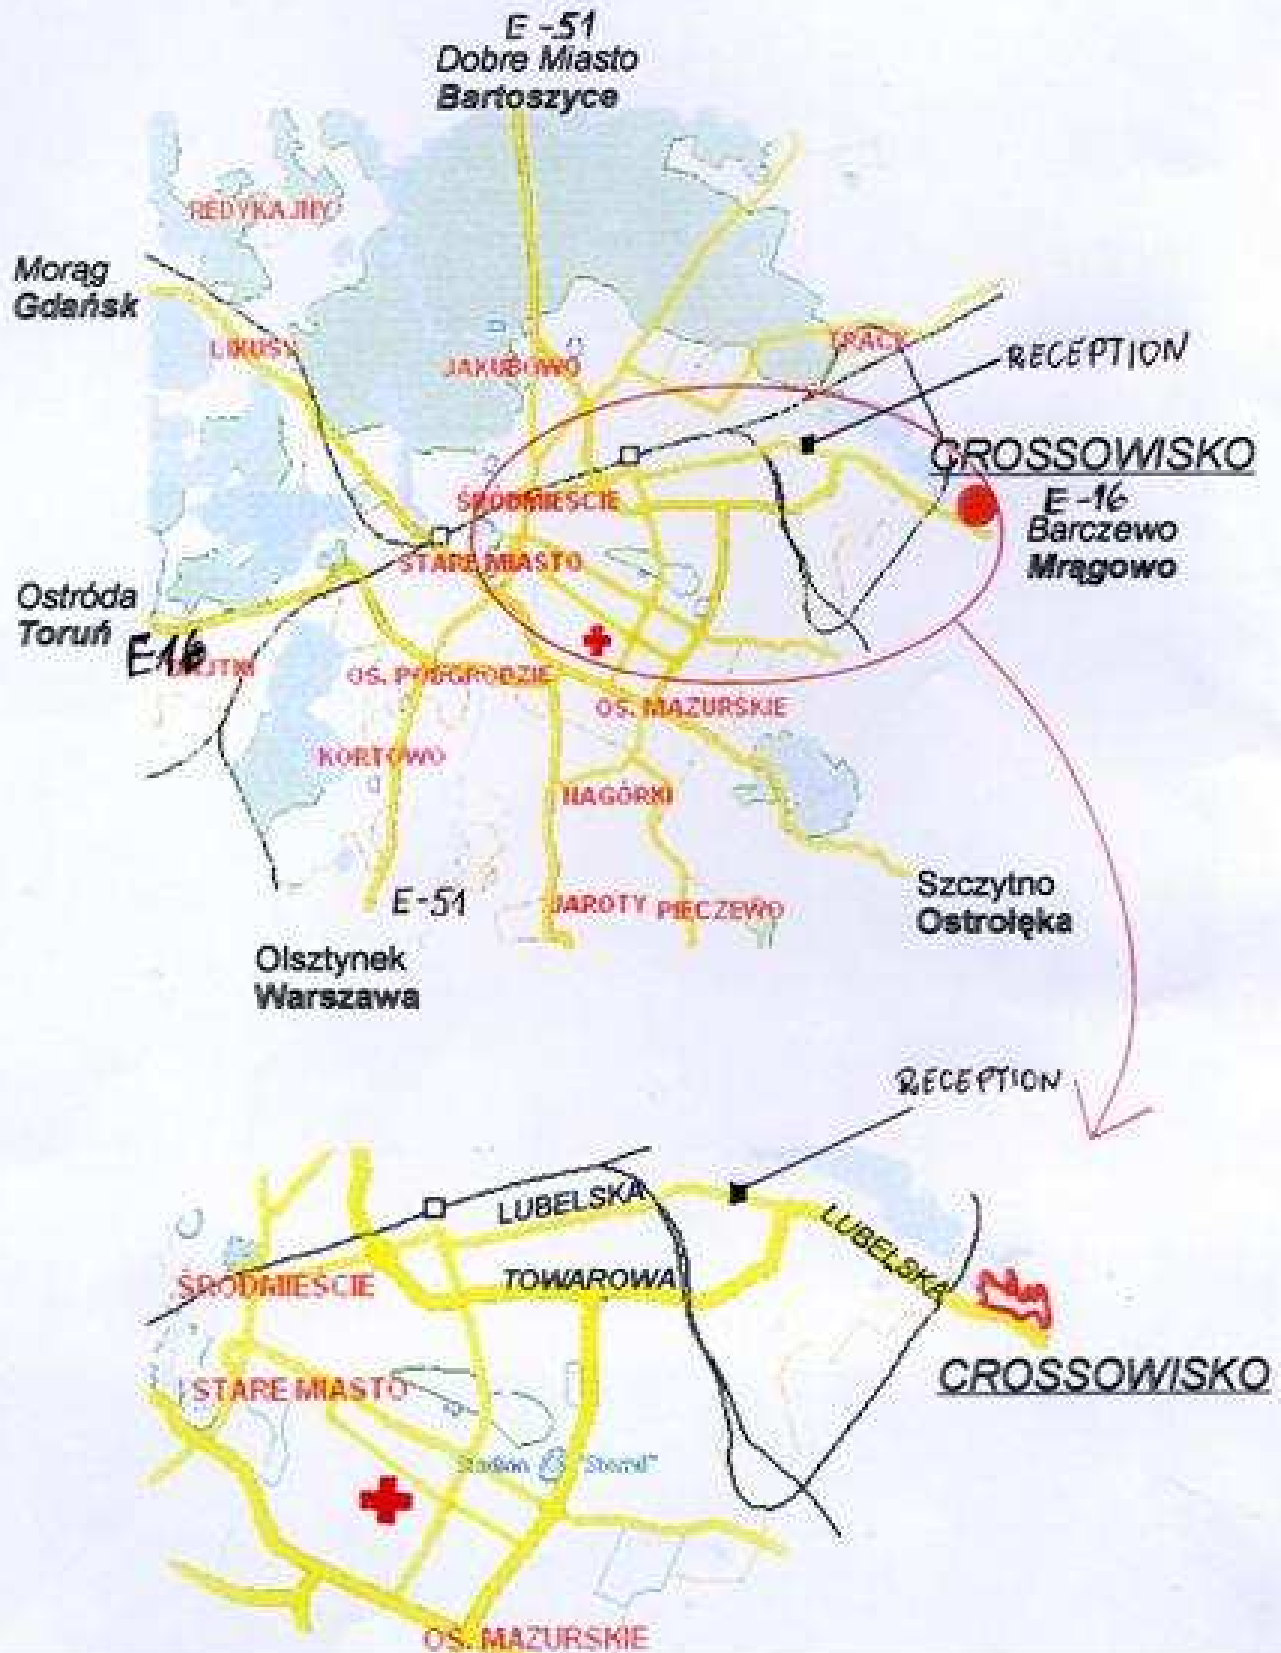 E-51
Dobre Miasto
Bartoszyce
REDYKAJNY
Morąg
Gdańsk
LIKUSY
JAKUBOWO
TRACK
RECEPTION
CROSSOWISKO
E-16
Barczewo
Mrągowo
ŚRÓDMIEŚCIE
STARE MIASTO
Ostróda
Toruń
E16
OS. PODGRODZIE
OS. MAZURSKIE
KORTOWO
NAGÓRKI
Szczytno
Ostrołęka
E-51
JAROTY
PIECZEWO
Olsztynek
Warszawa
RECEPTION
LUBELSKA
LUBELSKA
ŚRÓDMIEŚCIE
TOWAROWA
CROSSOWISKO
STARE MIASTO
Stadion "Stomil"
OS. MAZURSKIE